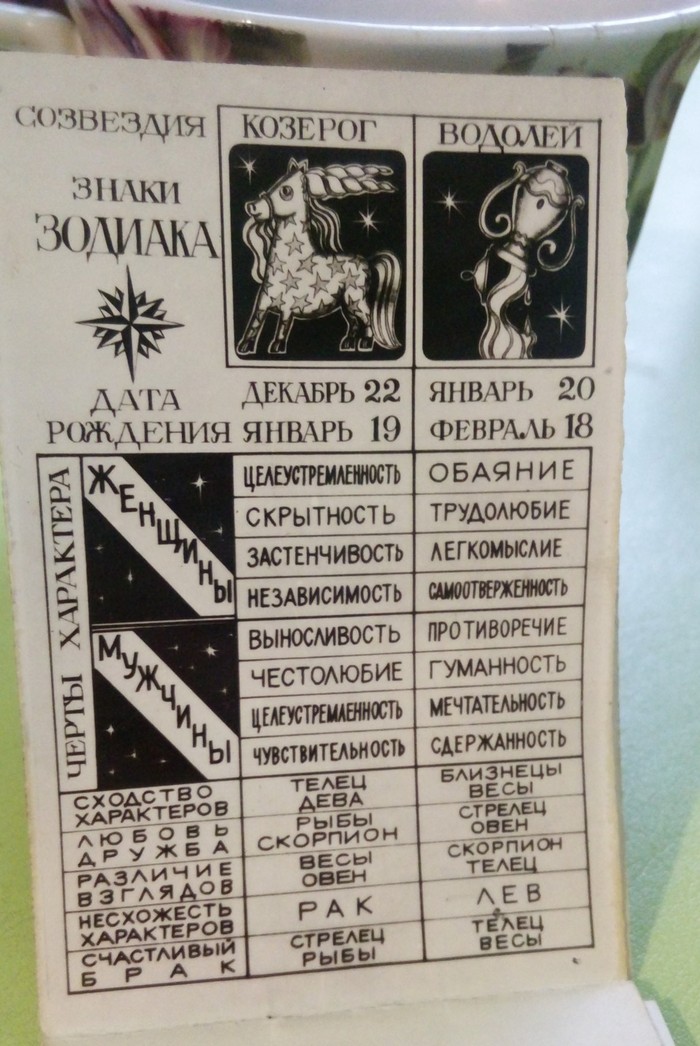 СОЗВЕЗДИЯ КОЗЕРОГ ВОДОЛЕЙ
ЗНАКИ
ЗОДИАКА
ДАТА ДЕКАБРЬ 22 ЯНВАРЬ 20
РОЖДЕНИЯ ЯНВАРЬ 19 ФЕВРАЛЬ 18
ЧЕРТЫ ХАРАКТЕРА
ЖЕНЩИНЫ
ЦЕЛЕУСТРЕМЛЕННОСТЬ ОБАЯНИЕ
СКРЫТНОСТЬ ТРУДОЛЮБИЕ
ЗАСТЕНЧИВОСТЬ ЛЕГКОМЫСЛИЕ
НЕЗАВИСИМОСТЬ САМООТВЕРЖЕННОСТЬ
МУЖЧИНЫ
ВЫНОСЛИВОСТЬ ПРОТИВОРЕЧИЕ
ЧЕСТОЛЮБИЕ ГУМАННОСТЬ
ЦЕЛЕУСТРЕМЛЕННОСТЬ МЕЧТАТЕЛЬНОСТЬ
ЧУВСТВИТЕЛЬНОСТЬ СДЕРЖАННОСТЬ
СХОДСТВО ТЕЛЕЦ БЛИЗНЕЦЫ
ХАРАКТЕРОВ ДЕВА ВЕСЫ
ЛЮБОВЬ РЫБЫ СТРЕЛЕЦ
ДРУЖБА СКОРПИОН ОВЕН
РАЗЛИЧИЕ ВЕСЫ СКОРПИОН
ВЗГЛЯДОВ ОВЕН ТЕЛЕЦ
НЕСХОЖЕСТЬ РАК ЛЕВ
ХАРАКТЕРОВ
СЧАСТЛИВЫЙ СТРЕЛЕЦ ТЕЛЕЦ
БРАК РЫБЫ ВЕСЫ